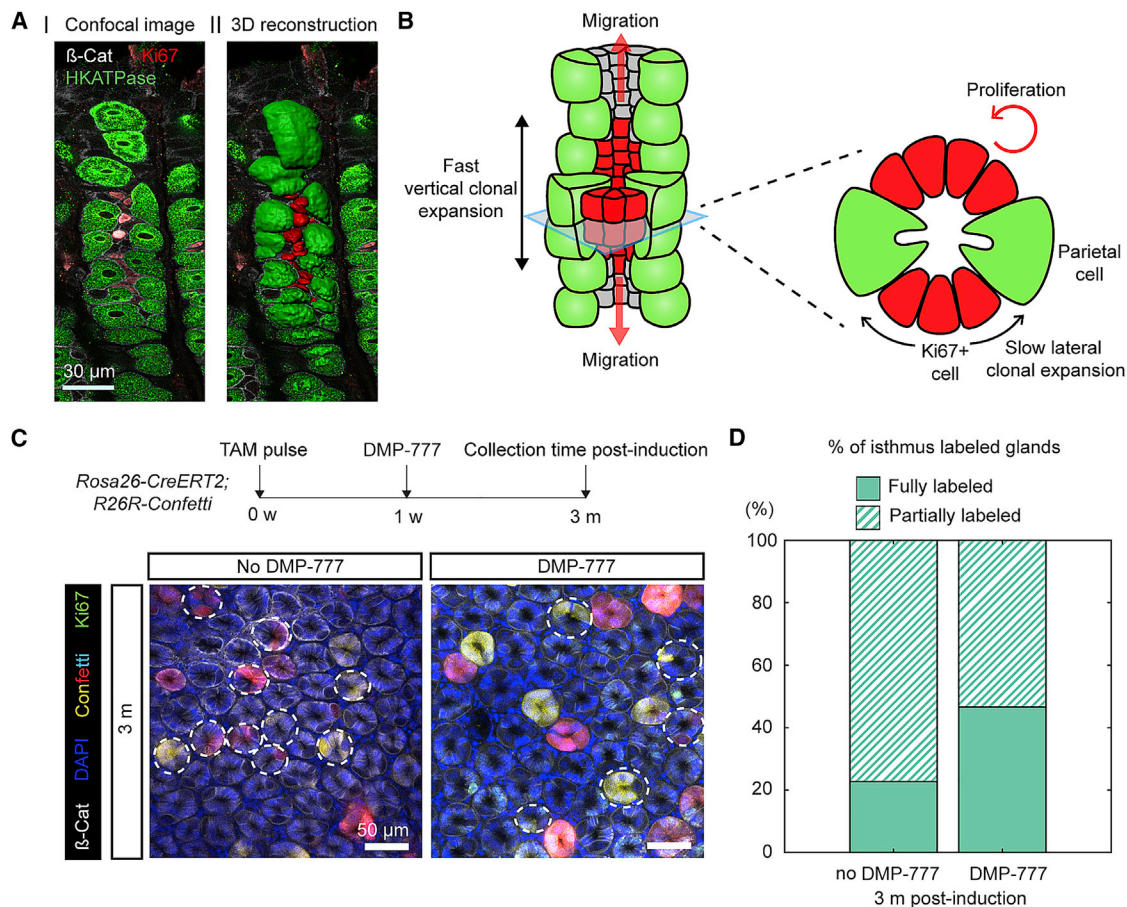 A
I Confocal image
II 3D reconstruction
ß-Cat Ki67
HKATPase
30 µm
B
Migration
Fast
vertical clonal
expansion
Migration
Proliferation
Parietal
cell
Ki67+
cell
Slow lateral
clonal expansion
C
TAM pulse
DMP-777
Collection time post-induction
Rosa26-CreERT2;
R26R-Confetti
0 w
1 w
3 m
No DMP-777
DMP-777
ß-Cat DAPI Confetti Ki67
3 m
50 µm
D
% of isthmus labeled glands
Fully labeled
Partially labeled
(%)
100
80
60
40
20
0
no DMP-777
DMP-777
3 m post-induction